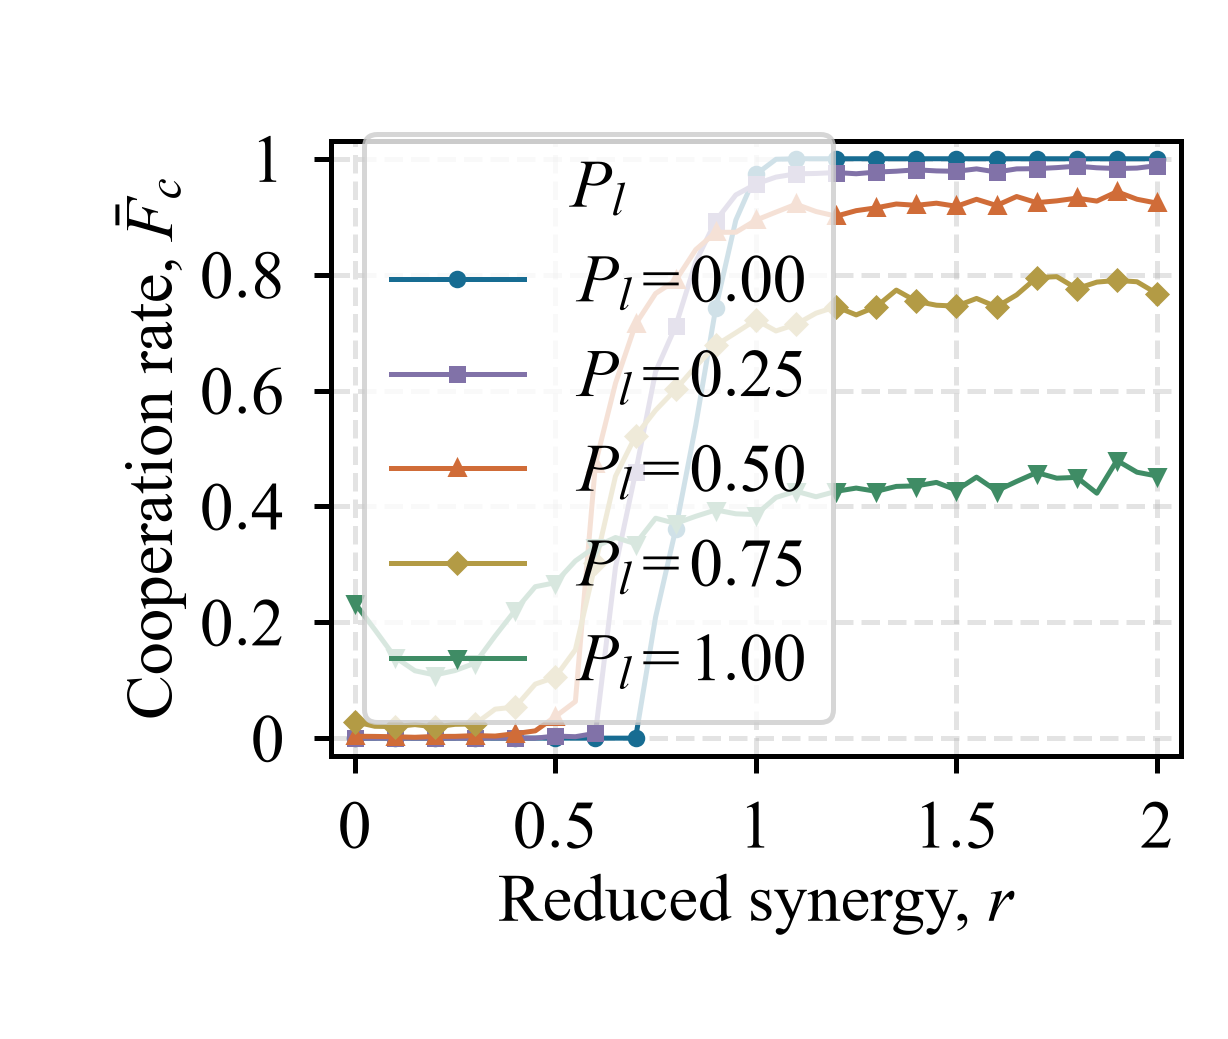 Cooperation rate, F̄_c
1
0.8
0.6
0.4
0.2
0
P_l
P_l=0.00
P_l=0.25
P_l=0.50
P_l=0.75
P_l=1.00
0 0.5 1 1.5 2
Reduced synergy, r